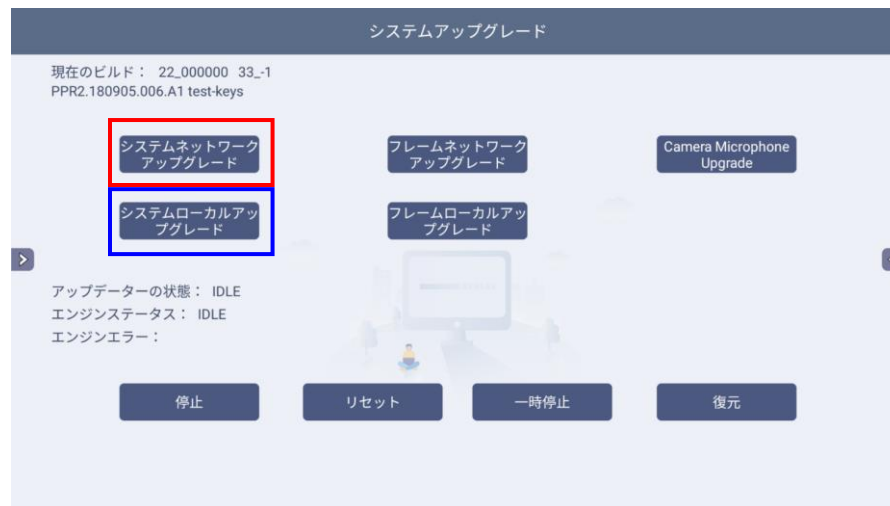 システムアップグレード
現在のビルド： 22_000000 33_-1
PPR2.180905.006.A1 test-keys
システムネットワーク
アップグレード
フレームネットワーク
アップグレード
Camera Microphone
Upgrade
システムローカルアッ
プグレード
フレームローカルアッ
プグレード
アップデーターの状態： IDLE
エンジンステータス： IDLE
エンジンエラー：
停止
リセット
一時停止
復元